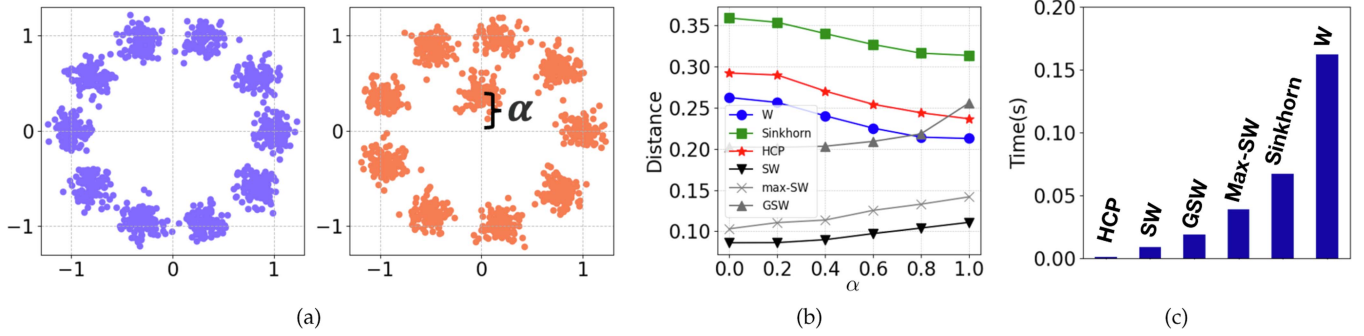 1
0
−1
−1
0
1
1
0
−1
−1
0
1
α
(a)
Distance
0.35
0.30
0.25
0.20
0.15
0.10
W
Sinkhorn
HCP
SW
max-SW
GSW
0.0
0.2
0.4
0.6
0.8
1.0
α
(b)
Time(s)
0.20
0.15
0.10
0.05
0.00
HCP
SW
GSW
Max-SW
Sinkhorn
W
(c)